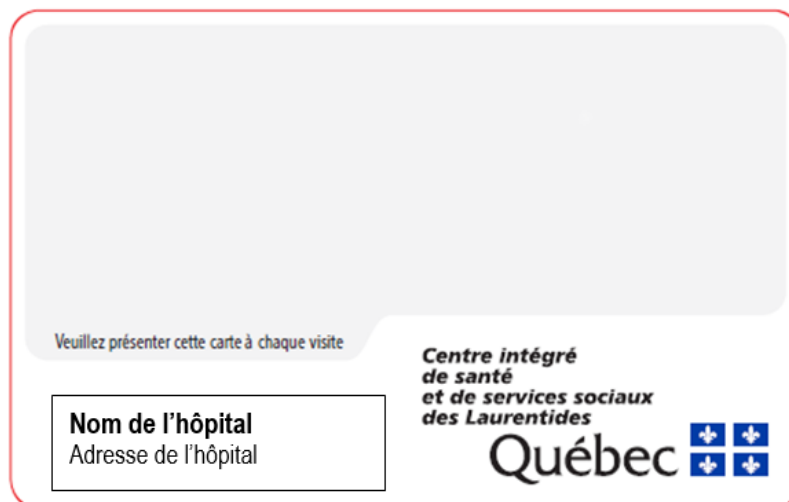 Veuillez présenter cette carte à chaque visite
Centre intégré
de santé
et de services sociaux
des Laurentides
Québec
Nom de l'hôpital
Adresse de l'hôpital